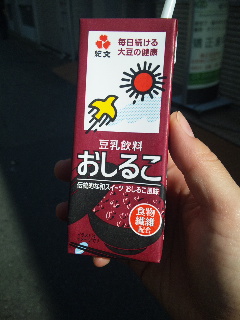 毎日続ける
大豆の健康
紀文
豆乳飲料
おしるこ
伝統的な和スイーツ おしるこ風味
食物
繊維
配合